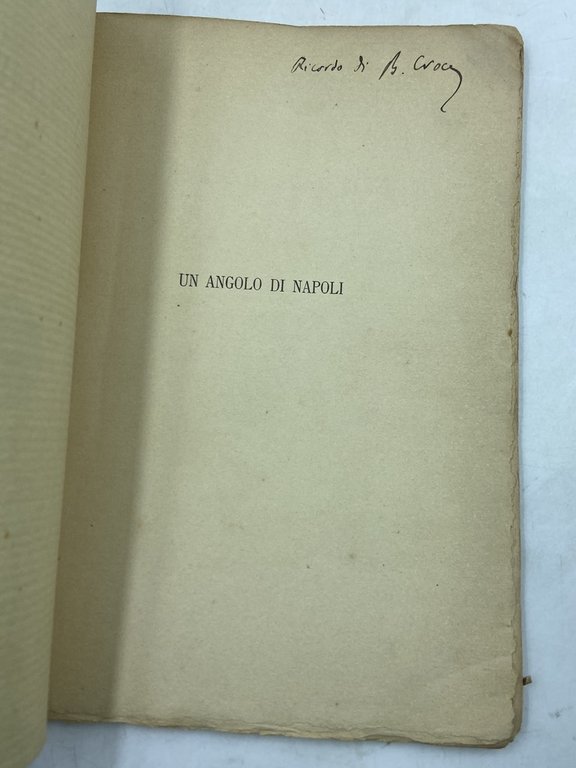 Ricordo di B. Croce
UN ANGOLO DI NAPOLI